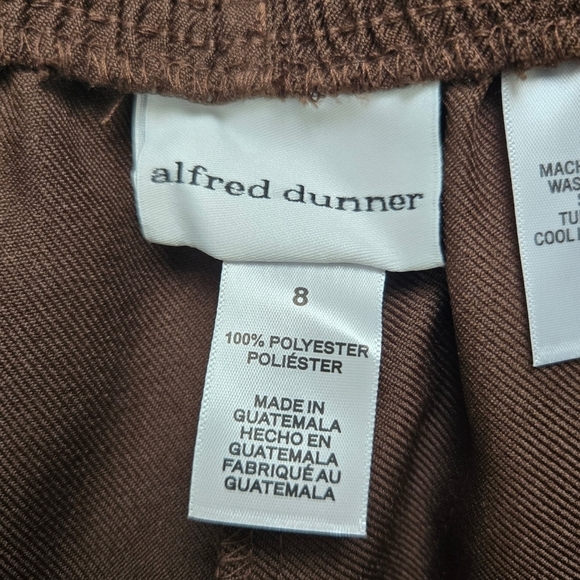 alfred dunner
8
100% POLYESTER
POLIÉSTER
MADE IN
GUATEMALA
HECHO EN
GUATEMALA
FABRIQUÉ AU
GUATEMALA
MACH
WAS
TU
COOL